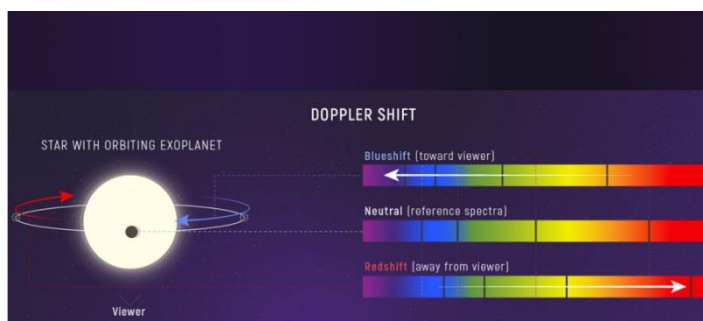 DOPPLER SHIFT
STAR WITH ORBITING EXOPLANET
Blueshift (toward viewer)
Neutral (reference spectra)
Redshift (away from viewer)
Viewer